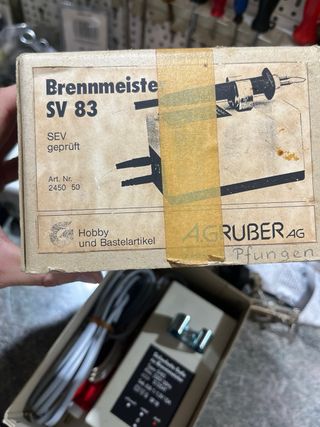 Brennmeiste
SV 83
SEV
geprüft
Art. Nr.
2450 50
Hobby
und Bastelartikel
A.GRUBER AG
Pfungen